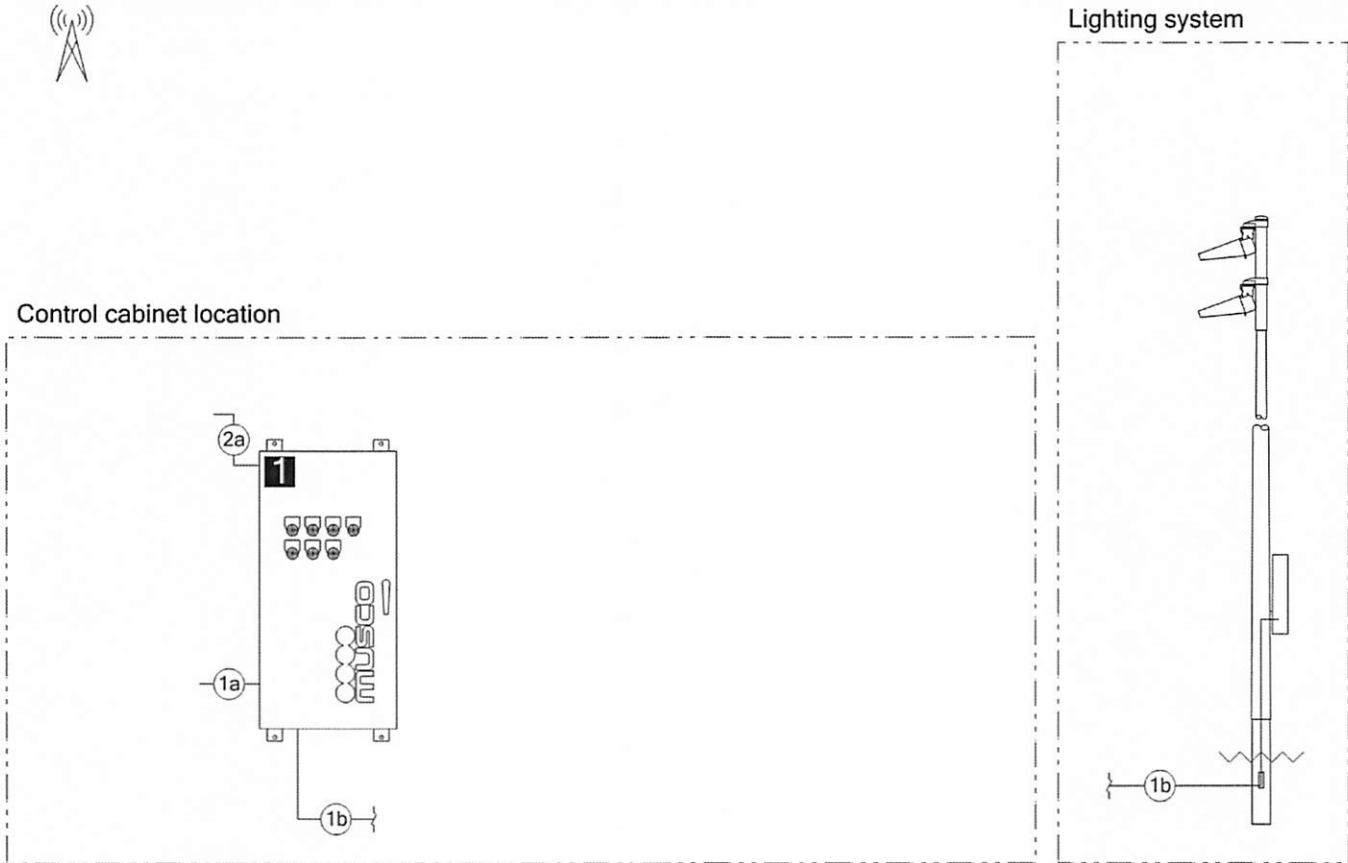 Lighting system
Control cabinet location
2a
1
musco
1a
1b
1b